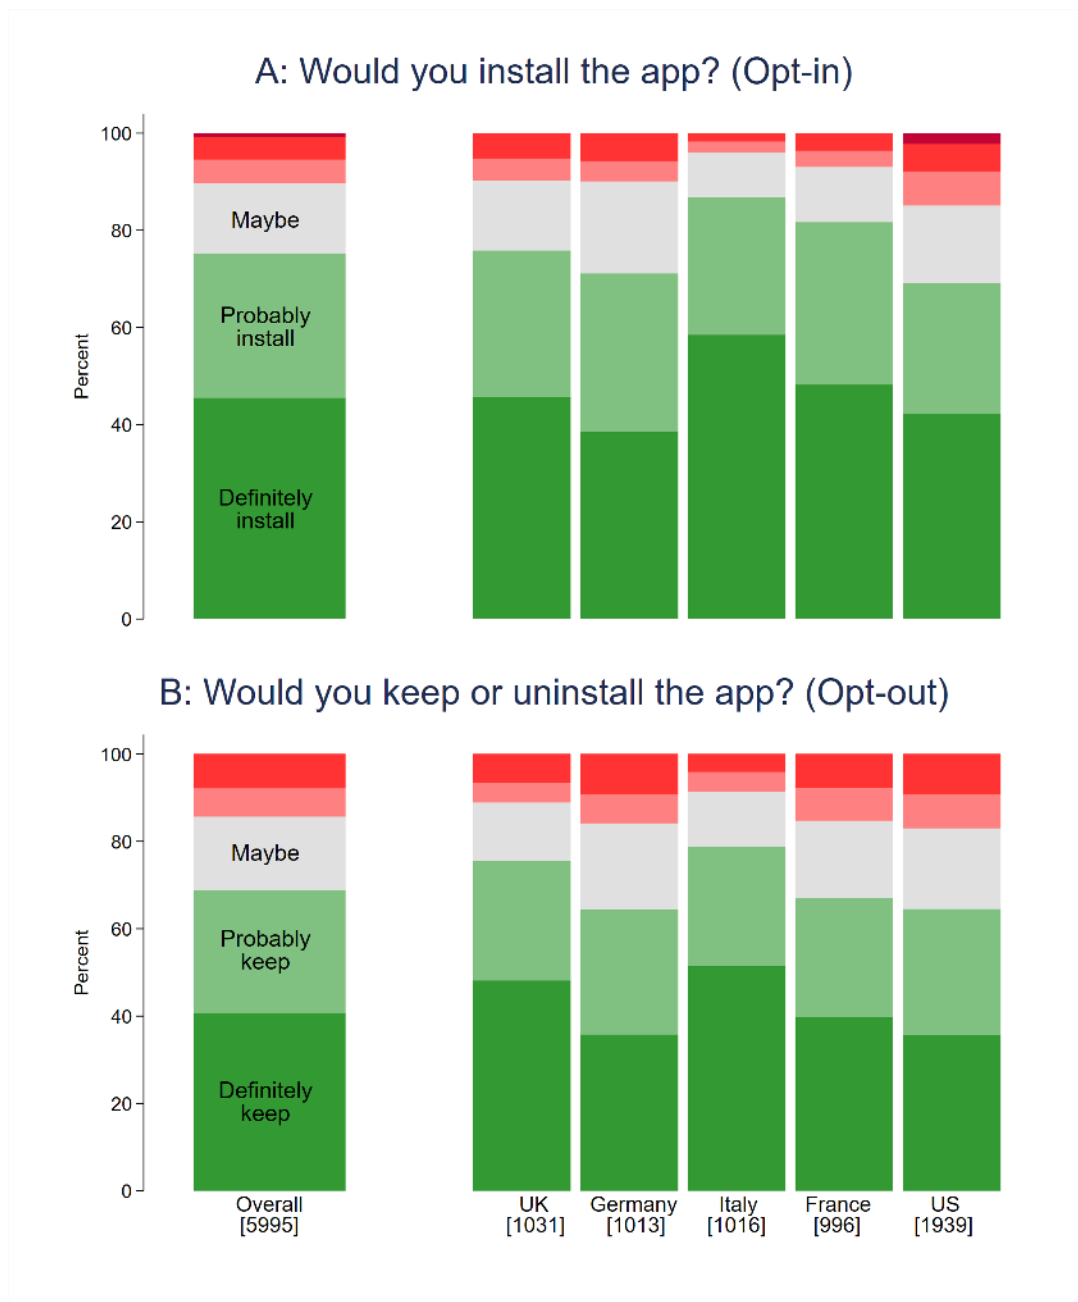 A: Would you install the app? (Opt-in)
100
80
60
40
20
0
Percent
Maybe
Probably
install
Definitely
install
B: Would you keep or uninstall the app? (Opt-out)
100
80
60
40
20
0
Percent
Maybe
Probably
keep
Definitely
keep
Overall
[5995]
UK
[1031]
Germany
[1013]
Italy
[1016]
France
[996]
US
[1939]